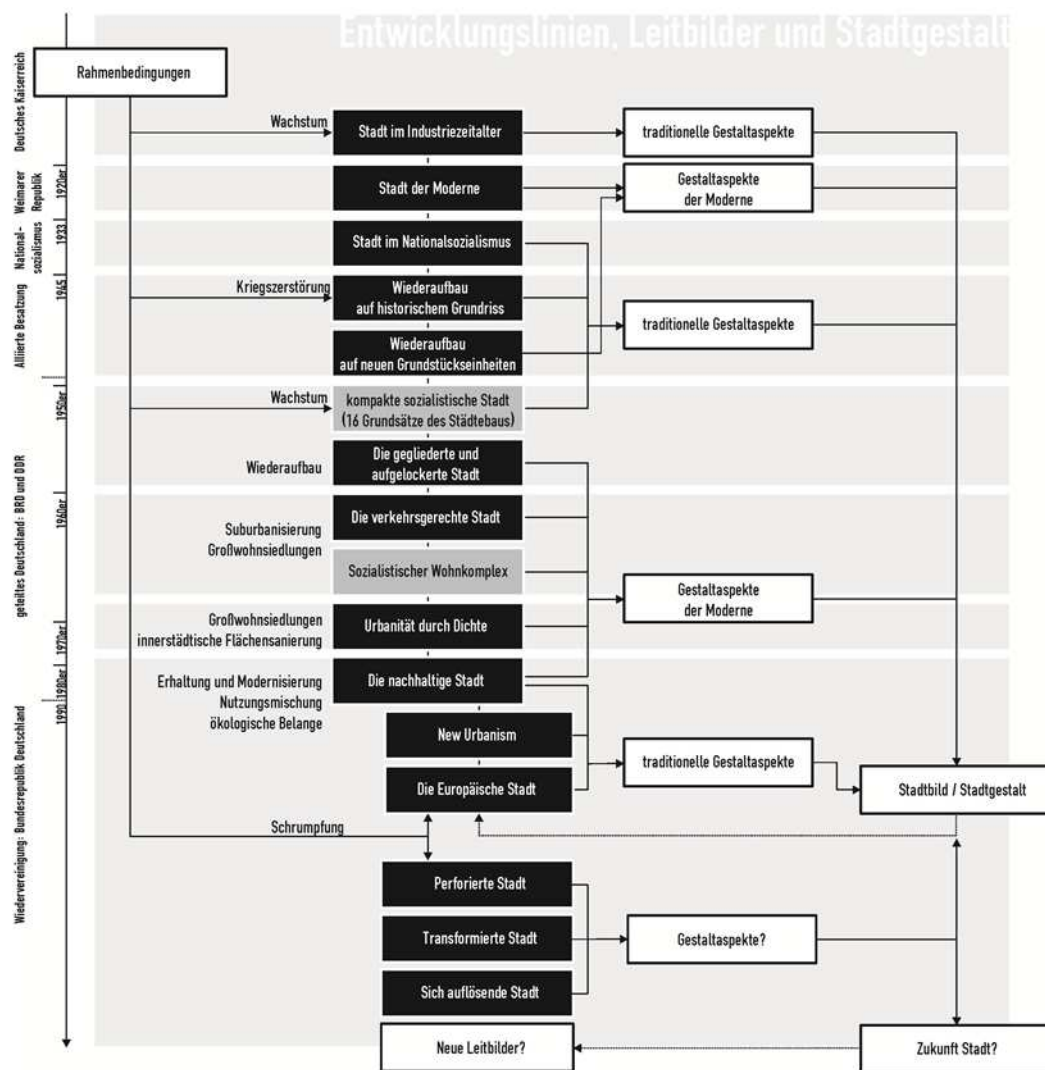 Entwicklungslinien, Leitbilder und Stadtgestalt
Rahmenbedingungen
Deutsches Kaiserreich
Wachstum
Stadt im Industriezeitalter
traditionelle Gestaltaspekte
Weimarer
Republik
1920er
Stadt der Moderne
Gestaltaspekte
der Moderne
National-
sozialismus
1933
Stadt im Nationalsozialismus
Alliierte Besatzung
1945
Kriegszerstörung
Wiederaufbau
auf historischem Grundriss
traditionelle Gestaltaspekte
Wiederaufbau
auf neuen Grundstückseinheiten
geteiltes Deutschland: BRD und DDR
1950er
Wachstum
kompakte sozialistische Stadt
(16 Grundsätze des Städtebaus)
Wiederaufbau
Die gegliederte und
aufgelockerte Stadt
1960er
Suburbanisierung
Großwohnsiedlungen
Die verkehrsgerechte Stadt
Sozialistischer Wohnkomplex
Gestaltaspekte
der Moderne
1970er
Großwohnsiedlungen
innerstädtische Flächensanierung
Urbanität durch Dichte
1980er
Erhaltung und Modernisierung
Nutzungsmischung
ökologische Belange
Die nachhaltige Stadt
Wiedervereinigung: Bundesrepublik Deutschland
1990
New Urbanism
traditionelle Gestaltaspekte
Die Europäische Stadt
Stadtbild / Stadtgestalt
Schrumpfung
Perforierte Stadt
Transformierte Stadt
Gestaltaspekte?
Sich auflösende Stadt
Neue Leitbilder?
Zukunft Stadt?